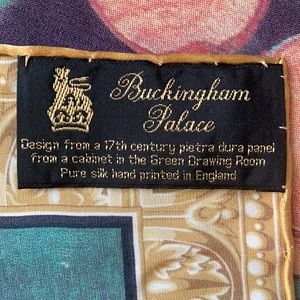 Buckingham
Palace
Design from a 17th century pietra dura panel
from a cabinet in the Green Drawing Room
Pure silk hand printed in England